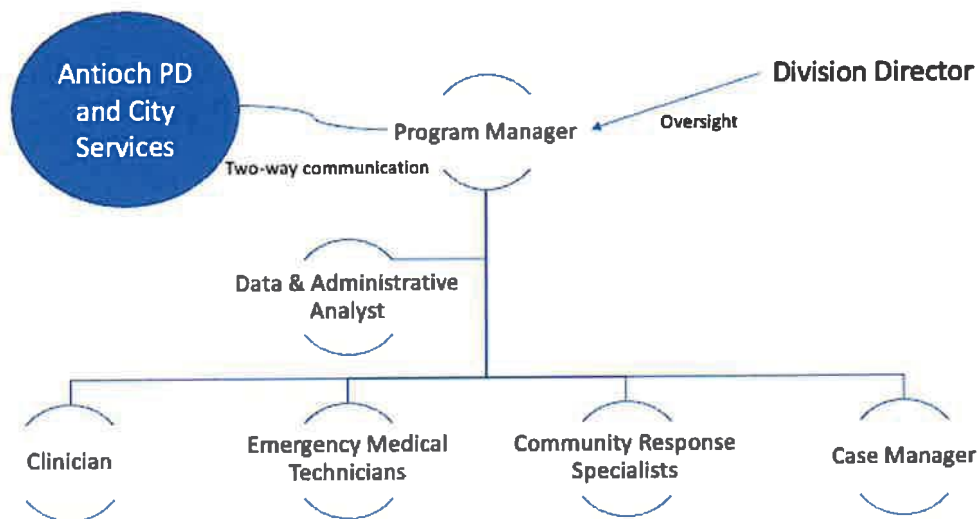 Antioch PD
and City
Services
Division Director
Oversight
Program Manager
Two-way communication
Data & Administrative
Analyst
Clinician
Emergency Medical
Technicians
Community Response
Specialists
Case Manager